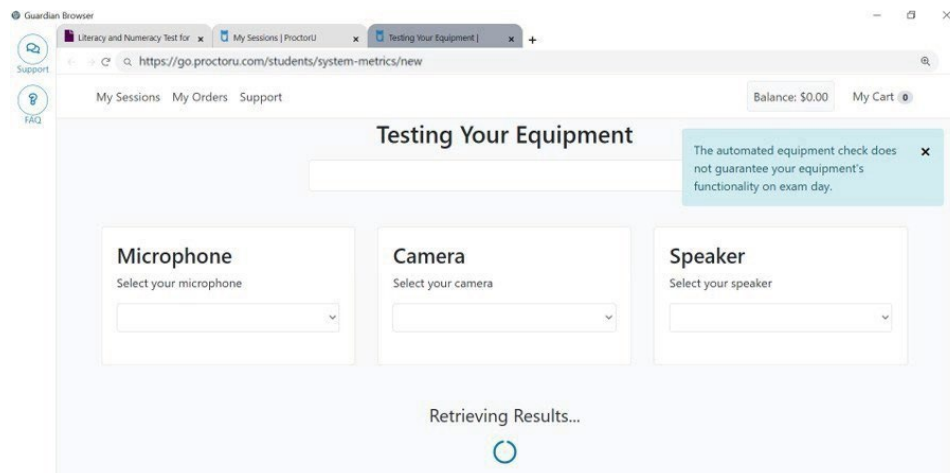 Guardian Browser
Literacy and Numeracy Test for
My Sessions | ProctorU
Testing Your Equipment |
Support
https://go.proctoru.com/students/system-metrics/new
FAQ
My Sessions My Orders Support
Balance: $0.00
My Cart 0
Testing Your Equipment
The automated equipment check does
not guarantee your equipment's
functionality on exam day.
Microphone
Select your microphone
Camera
Select your camera
Speaker
Select your speaker
Retrieving Results...